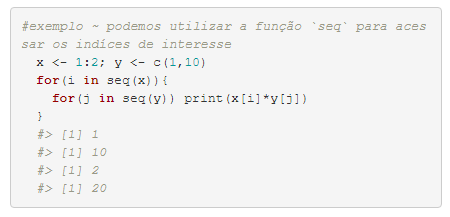 #exemplo ~ podemos utilizar a função `seq` para aces
sar os indíces de interesse
  x <- 1:2; y <- c(1,10)
  for(i in seq(x)){
    for(j in seq(y)) print(x[i]*y[j])
  }
  #> [1] 1
  #> [1] 10
  #> [1] 2
  #> [1] 20